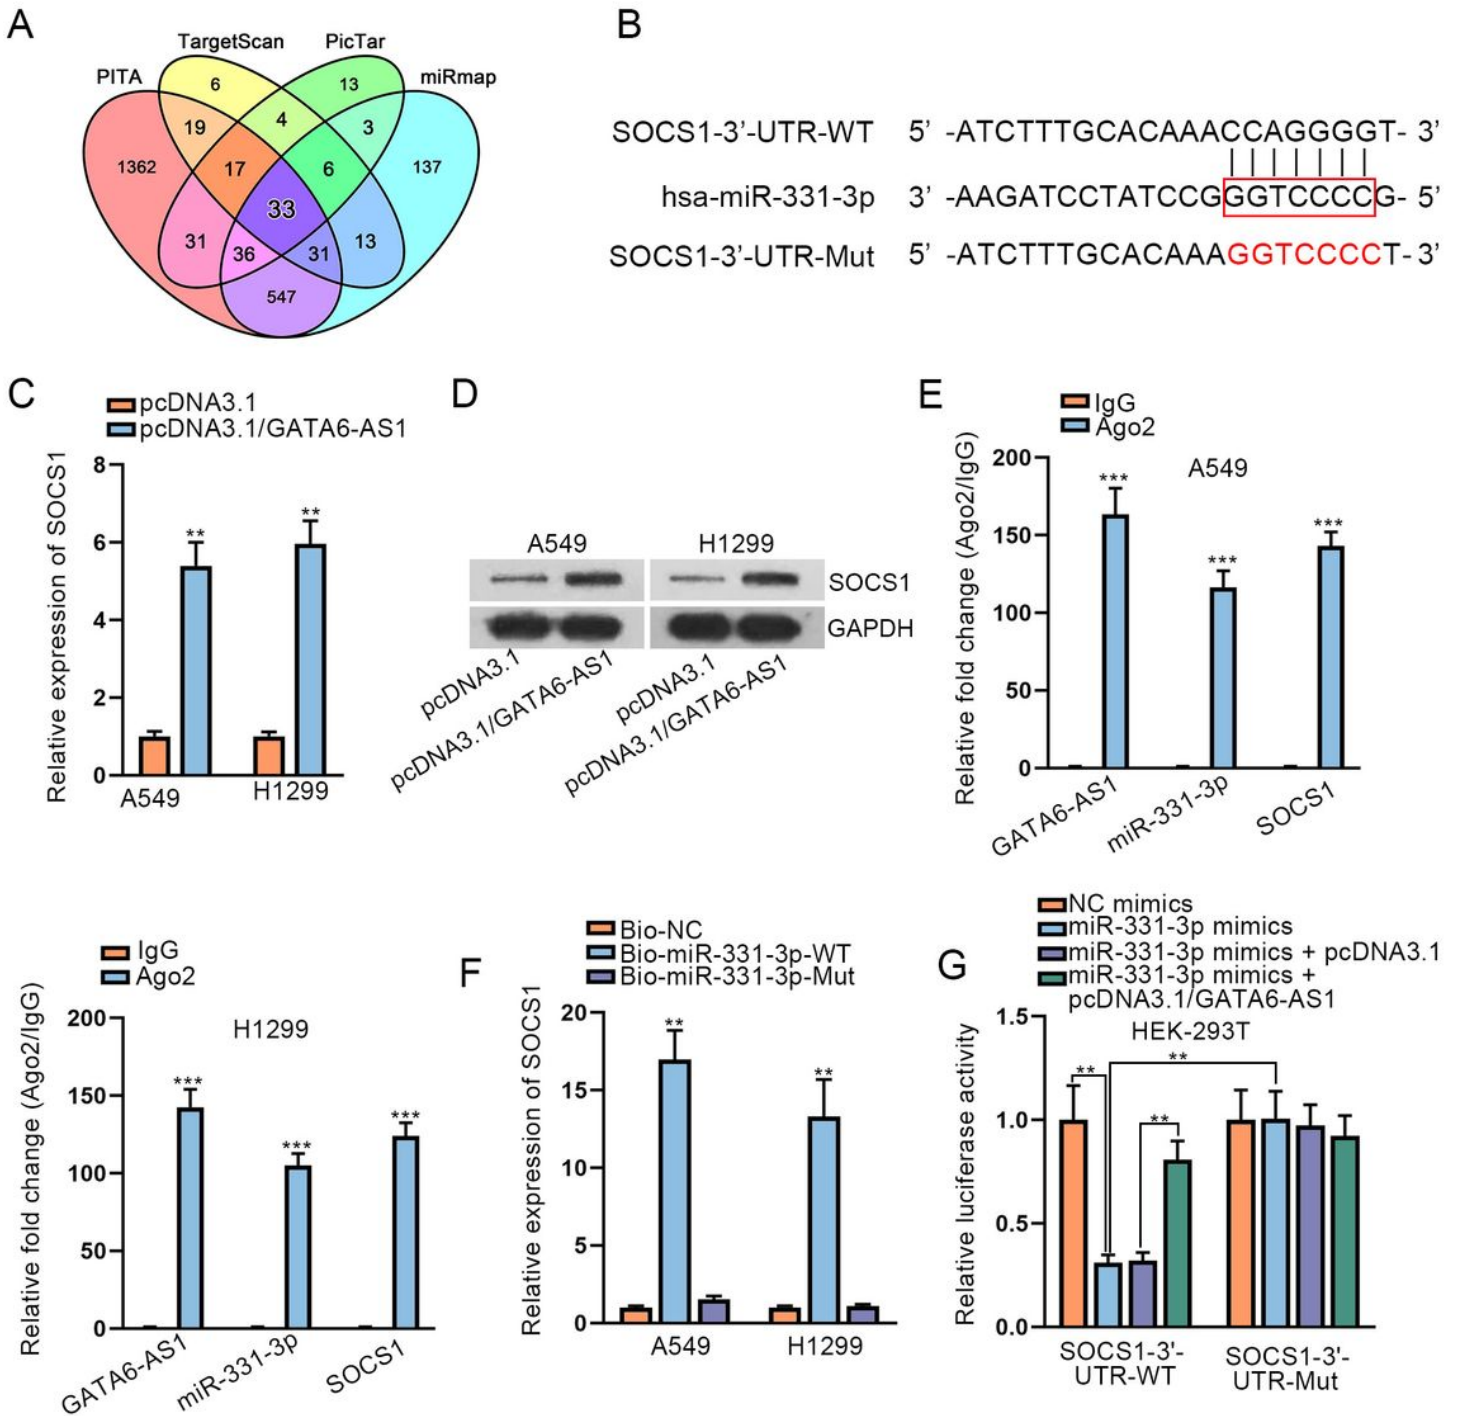 A
TargetScan
PicTar
PITA
miRmap
6
13
19
4
3
1362
17
6
137
33
31
36
31
13
547
B
SOCS1-3’-UTR-WT 5’ -ATCTTTGCACAAACCAGGGGT- 3’
hsa-miR-331-3p 3’ -AAGATCCTATCCGGGTCCCCG- 5’
SOCS1-3’-UTR-Mut 5’ -ATCTTTGCACAAAGGTCCCCT- 3’
C
pcDNA3.1
pcDNA3.1/GATA6-AS1
Relative expression of SOCS1
8
6
4
2
0
**
**
A549
H1299
D
A549
H1299
SOCS1
GAPDH
pcDNA3.1
pcDNA3.1/GATA6-AS1
pcDNA3.1
pcDNA3.1/GATA6-AS1
E
IgG
Ago2
A549
Relative fold change (Ago2/IgG)
200
150
100
50
0
***
***
***
GATA6-AS1
miR-331-3p
SOCS1
IgG
Ago2
H1299
Relative fold change (Ago2/IgG)
200
150
100
50
0
***
***
***
GATA6-AS1
miR-331-3p
SOCS1
F
Bio-NC
Bio-miR-331-3p-WT
Bio-miR-331-3p-Mut
Relative expression of SOCS1
20
15
10
5
0
**
**
A549
H1299
G
NC mimics
miR-331-3p mimics
miR-331-3p mimics + pcDNA3.1
miR-331-3p mimics +
pcDNA3.1/GATA6-AS1
HEK-293T
Relative luciferase activity
1.5
1.0
0.5
0.0
**
**
**
SOCS1-3'-
UTR-WT
SOCS1-3'-
UTR-Mut